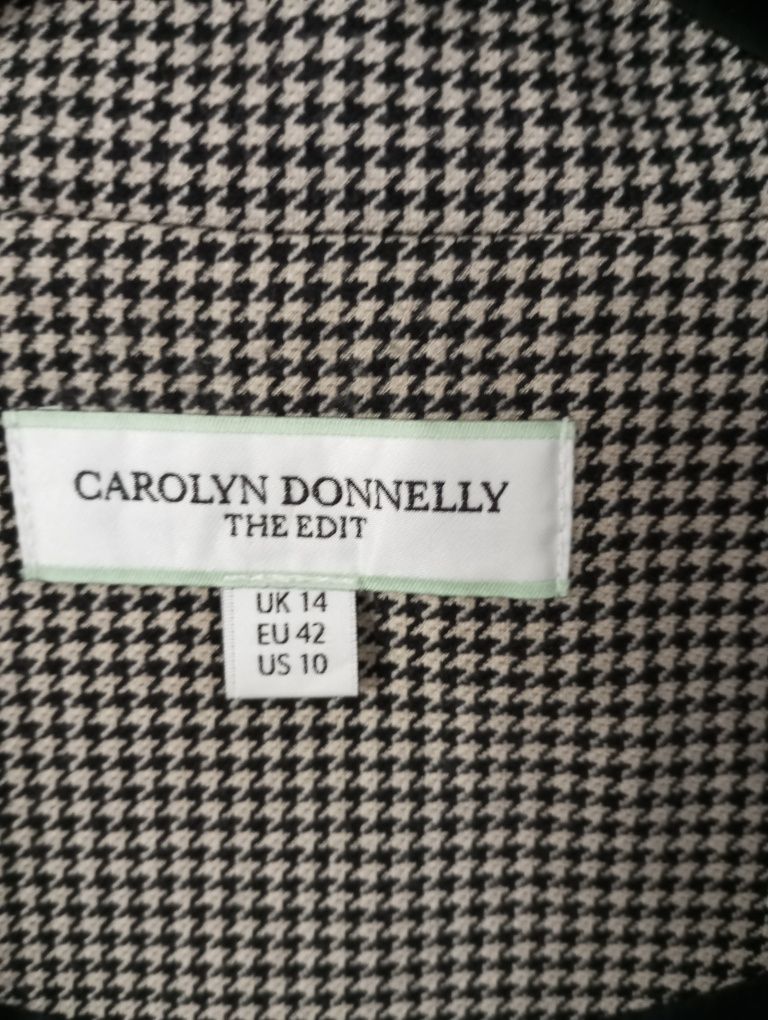 CAROLYN DONNELLY
THE EDIT
UK 14
EU 42
US 10